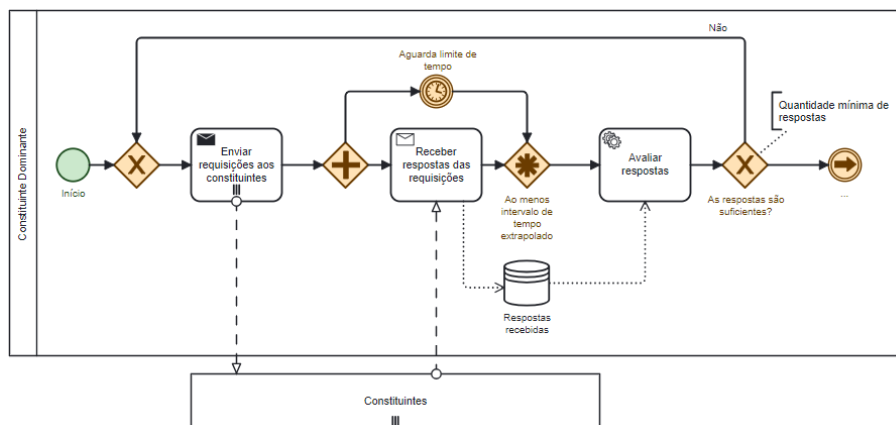 Constituinte Dominante
Não
Aguarda limite de
tempo
Quantidade mínima de
respostas
Enviar
requisições aos
constituintes
Receber
respostas das
requisições
Avaliar
respostas
Início
Ao menos
intervalo de
tempo
extrapolado
As respostas são
suficientes?
...
Respostas
recebidas
Constituintes